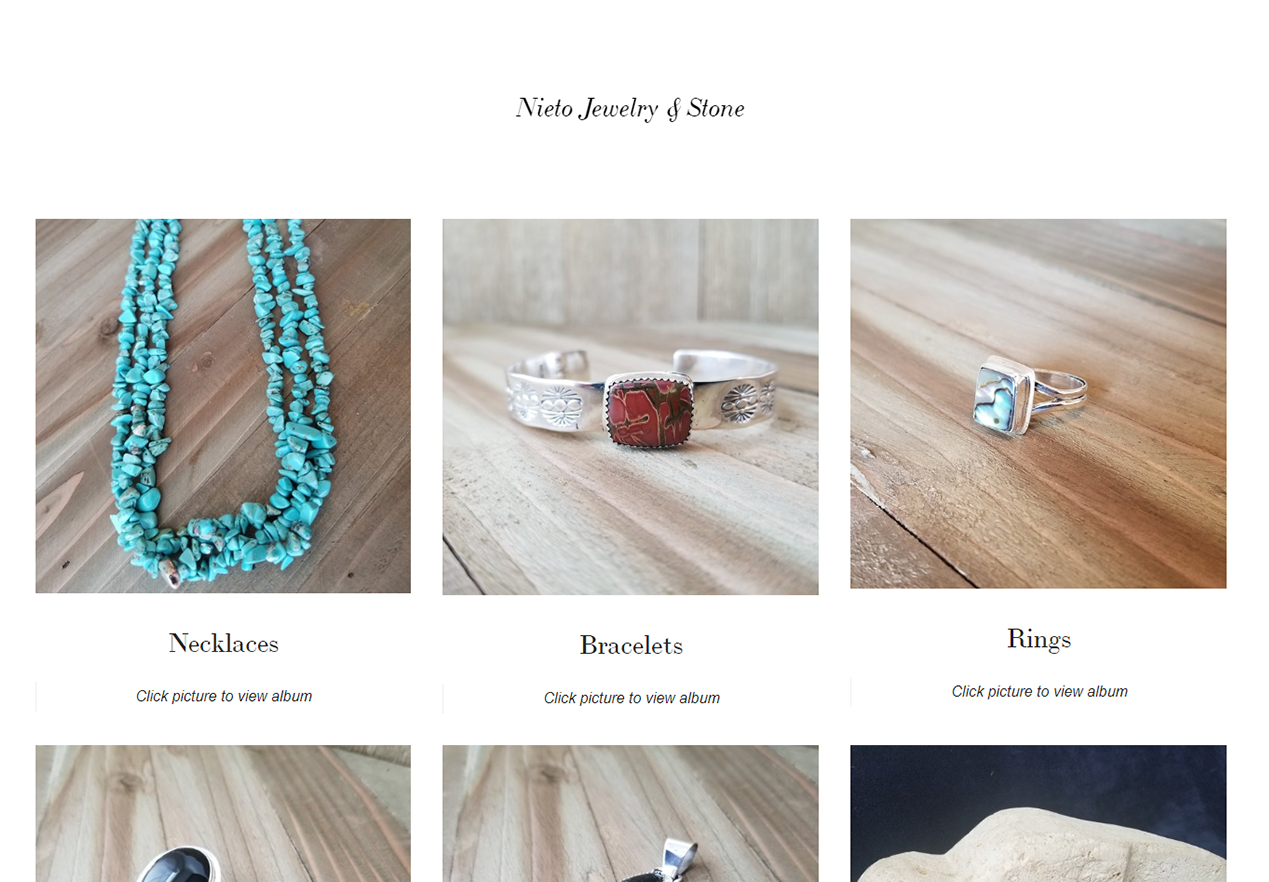 Nieto Jewelry & Stone
Necklaces
Bracelets
Rings
Click picture to view album
Click picture to view album
Click picture to view album